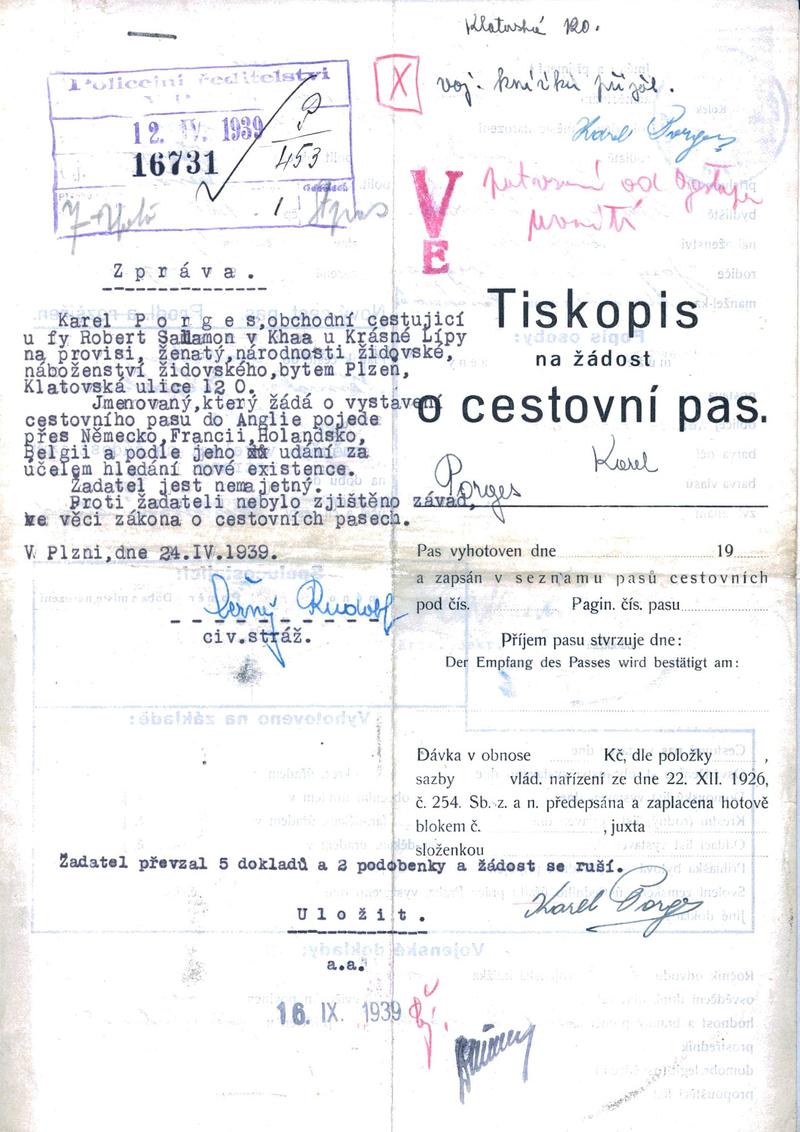 Klatovská 120.
Policejní ředitelství
12. IV. 1939
16731
P
453
1
X
voj. knížku přijal.
Karel Porges
V
E
potvrzení od Gestapa
Zpráva.
Karel Porges,obchodní cestující
u fy Robert Salamon v Khaa u Krásné Lípy
na provisi, ženatý,národnosti židovské,
náboženství židovského,bytem Plzeň,
Klatovská ulice 12O.
Jmenovaný,který žádá o vystavení
cestovního pasu do Anglie pojede
přes Německo,Francii,Holandsko,
Belgii a podle jeho udání za
účelem hledání nové existence.
Žadatel jest nemajetný.
Proti žadateli nebylo zjištěno závad,
ve věci zákona o cestovních pasech.
V Plzni,dne 24.IV.1939.
Černý Rudolf
civ.stráž.
Tiskopis
na žádost
o cestovní pas.
Porges Karel
Pas vyhotoven dne 19
a zapsán v seznamu pasů cestovních
pod čís. Pagin. čís. pasu
Příjem pasu stvrzuje dne:
Der Empfang des Passes wird bestätigt am:
Dávka v obnose Kč, dle položky ,
sazby vlád. nařízení ze dne 22. XII. 1926,
č. 254. Sb. z. a n. předepsána a zaplacena hotově
blokem č. , juxta
složenkou
Žadatel převzal 5 dokladů a 2 podobenky a žádost se ruší.
Karel Porges
Uložit.
a.a.
16. IX. 1939